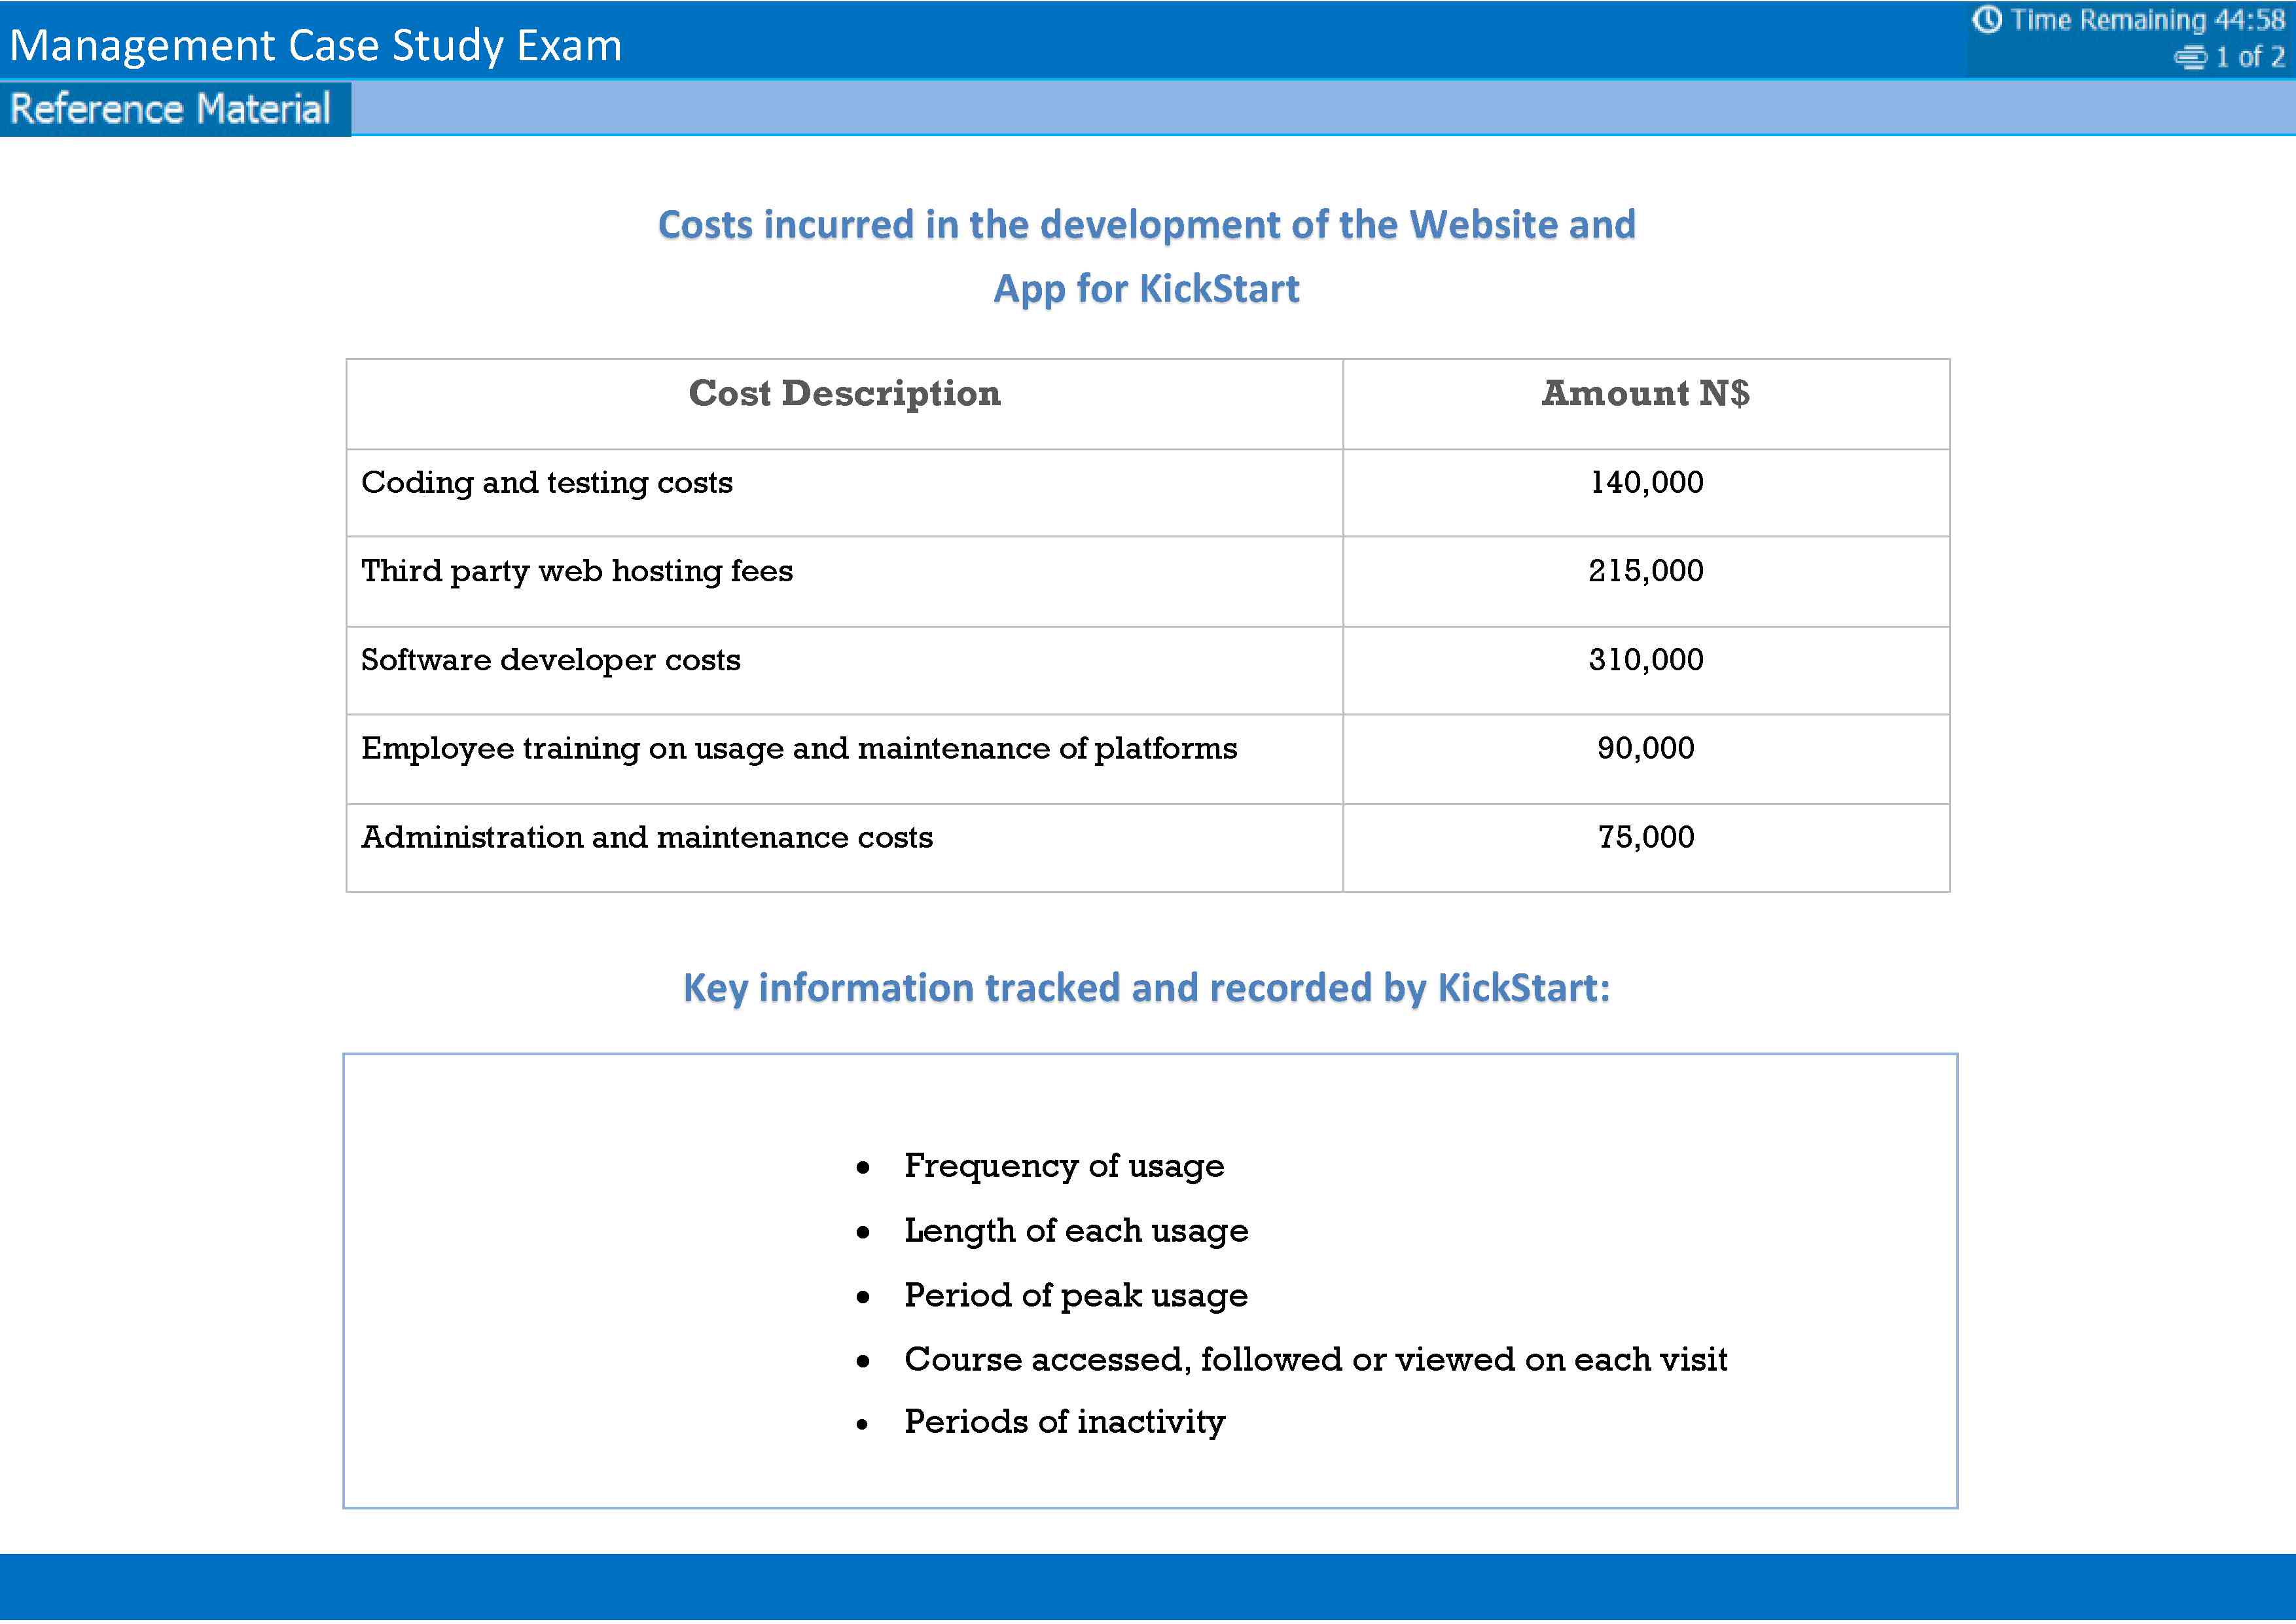 Management Case Study Exam
Time Remaining 44:58
1 of 2
Reference Material
Costs incurred in the development of the Website and
App for KickStart
Cost Description Amount N$
Coding and testing costs 140,000
Third party web hosting fees 215,000
Software developer costs 310,000
Employee training on usage and maintenance of platforms 90,000
Administration and maintenance costs 75,000
Key information tracked and recorded by KickStart:
• Frequency of usage
• Length of each usage
• Period of peak usage
• Course accessed, followed or viewed on each visit
• Periods of inactivity